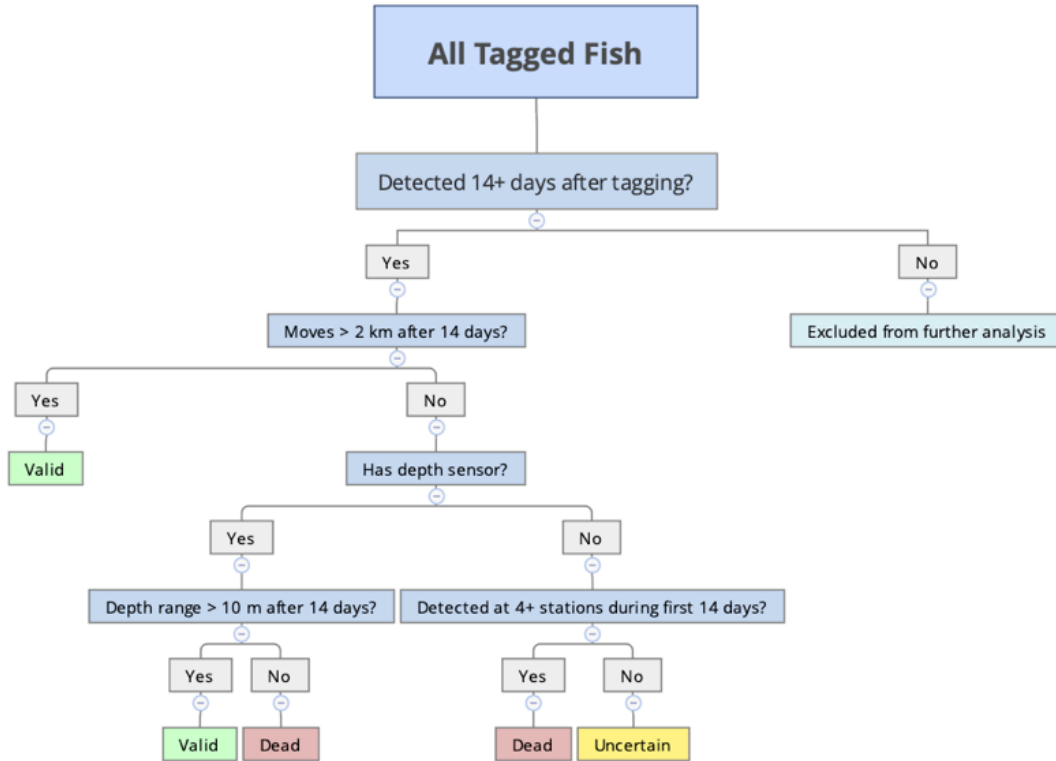 All Tagged Fish
Detected 14+ days after tagging?
Yes
No
Moves > 2 km after 14 days?
Excluded from further analysis
Yes
No
Valid
Has depth sensor?
Yes
No
Depth range > 10 m after 14 days?
Detected at 4+ stations during first 14 days?
Yes
No
Yes
No
Valid
Dead
Dead
Uncertain